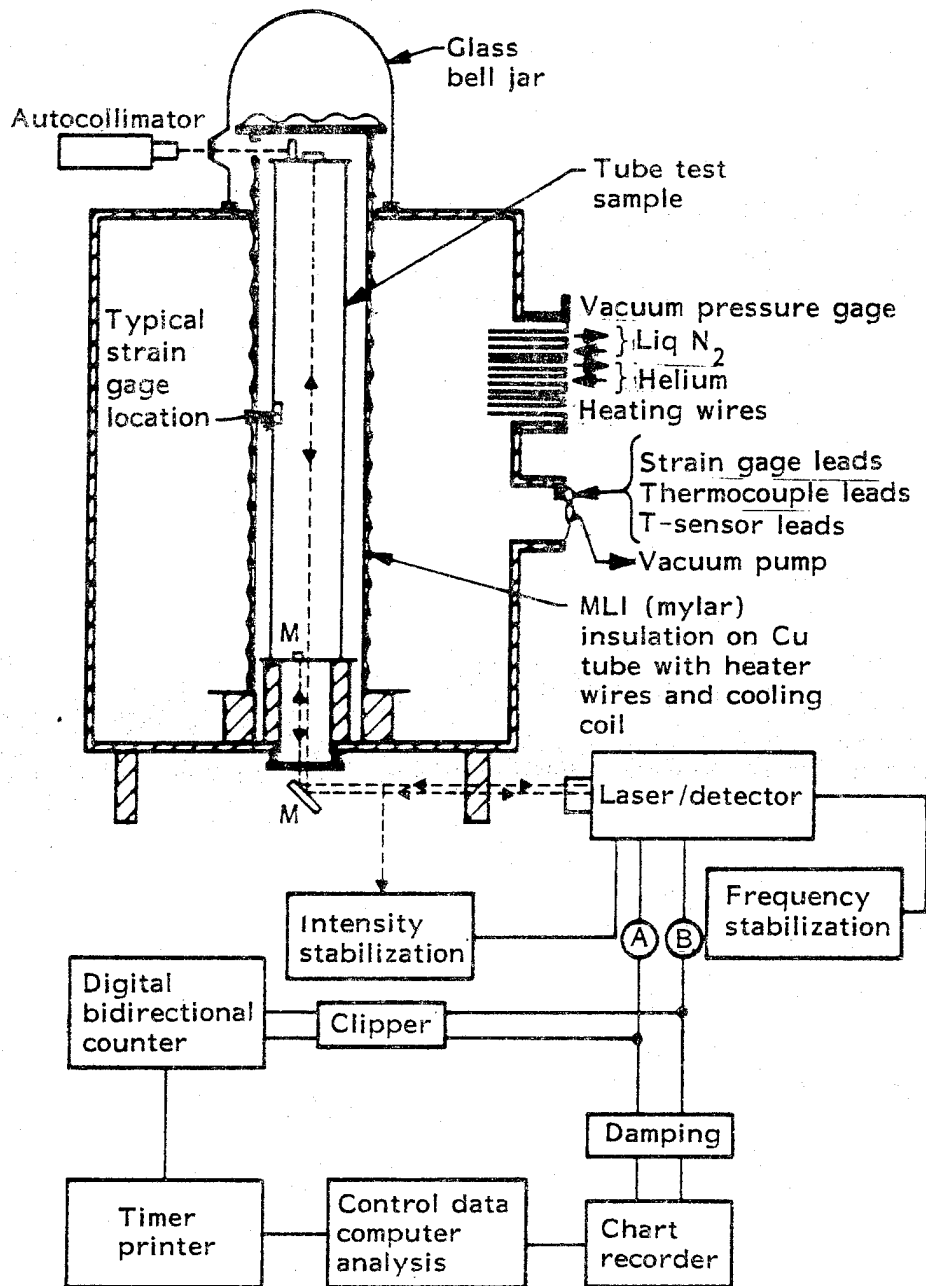 Glass
bell jar
Autocollimator
Tube test
sample
Typical
strain
gage
location
Vacuum pressure gage
Liq N2
Helium
Heating wires
Strain gage leads
Thermocouple leads
T-sensor leads
Vacuum pump
MLI (mylar)
insulation on Cu
tube with heater
wires and cooling
coil
M
M
Laser/detector
Intensity
stabilization
A
B
Frequency
stabilization
Digital
bidirectional
counter
Clipper
Damping
Timer
printer
Control data
computer
analysis
Chart
recorder